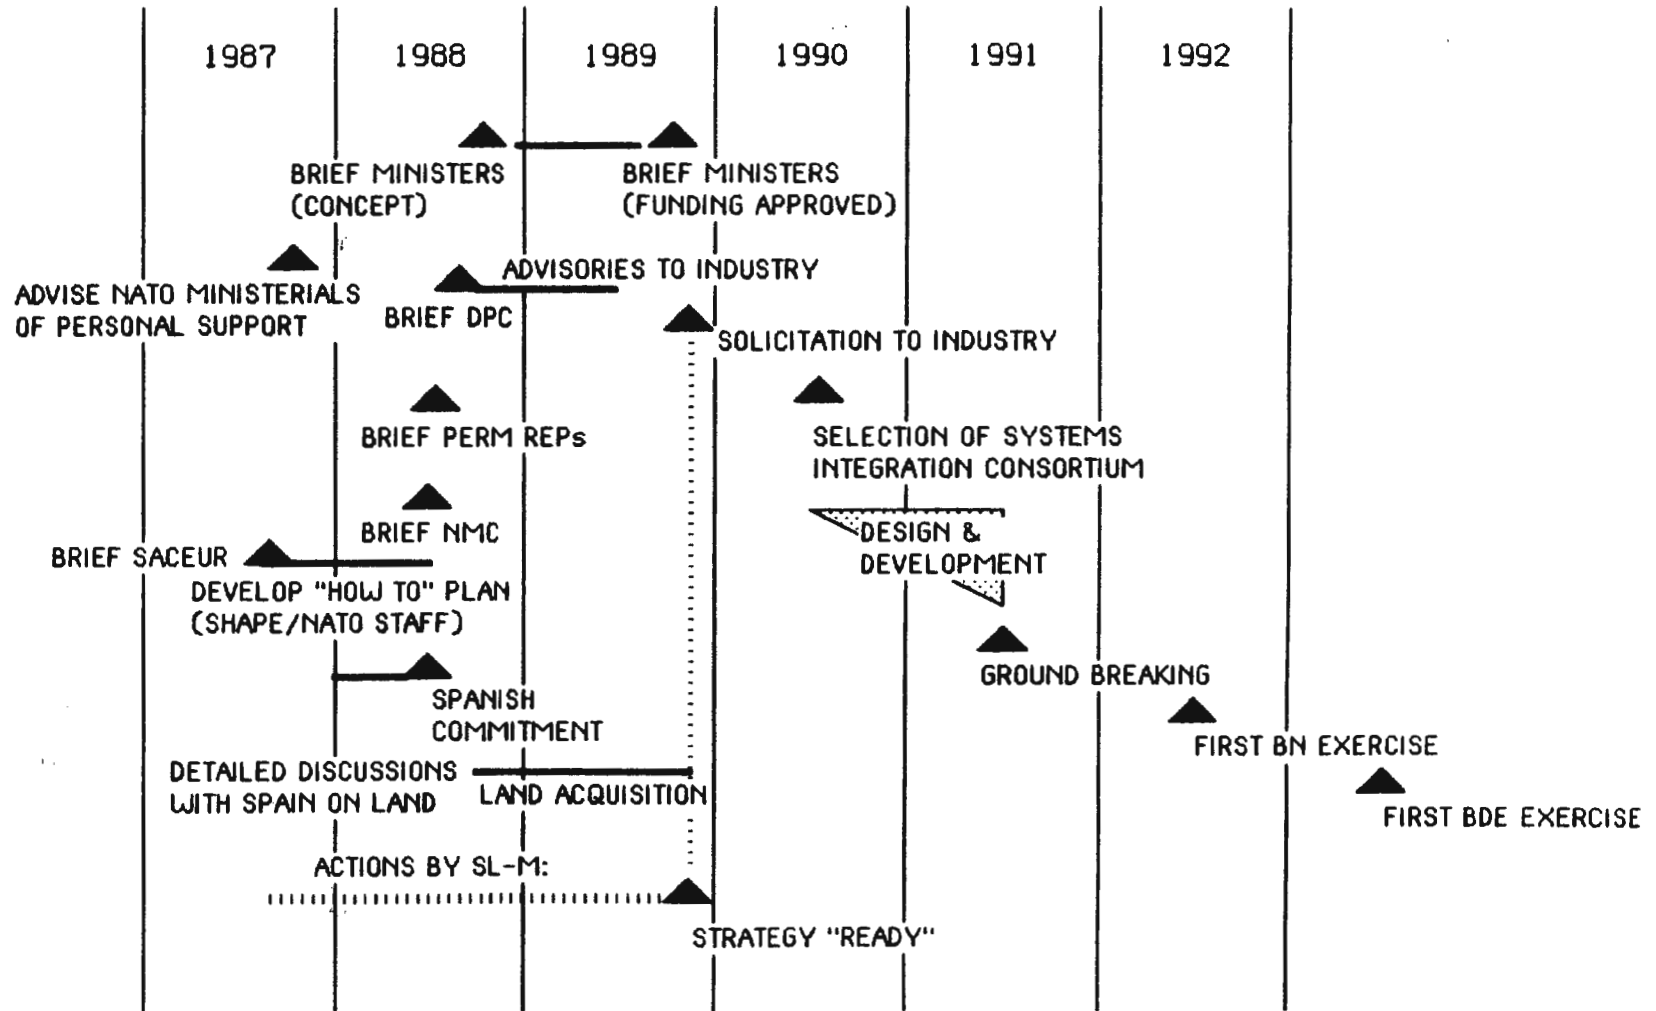 1987 1988 1989 1990 1991 1992
BRIEF MINISTERS
(CONCEPT)
BRIEF MINISTERS
(FUNDING APPROVED)
ADVISE NATO MINISTERIALS
OF PERSONAL SUPPORT
ADVISORIES TO INDUSTRY
BRIEF DPC
SOLICITATION TO INDUSTRY
BRIEF PERM REPs
SELECTION OF SYSTEMS
INTEGRATION CONSORTIUM
BRIEF NMC
DESIGN &
DEVELOPMENT
BRIEF SACEUR
DEVELOP "HOW TO" PLAN
(SHAPE/NATO STAFF)
GROUND BREAKING
SPANISH
COMMITMENT
FIRST BN EXERCISE
DETAILED DISCUSSIONS
WITH SPAIN ON LAND
LAND ACQUISITION
FIRST BDE EXERCISE
ACTIONS BY SL-M:
STRATEGY "READY"